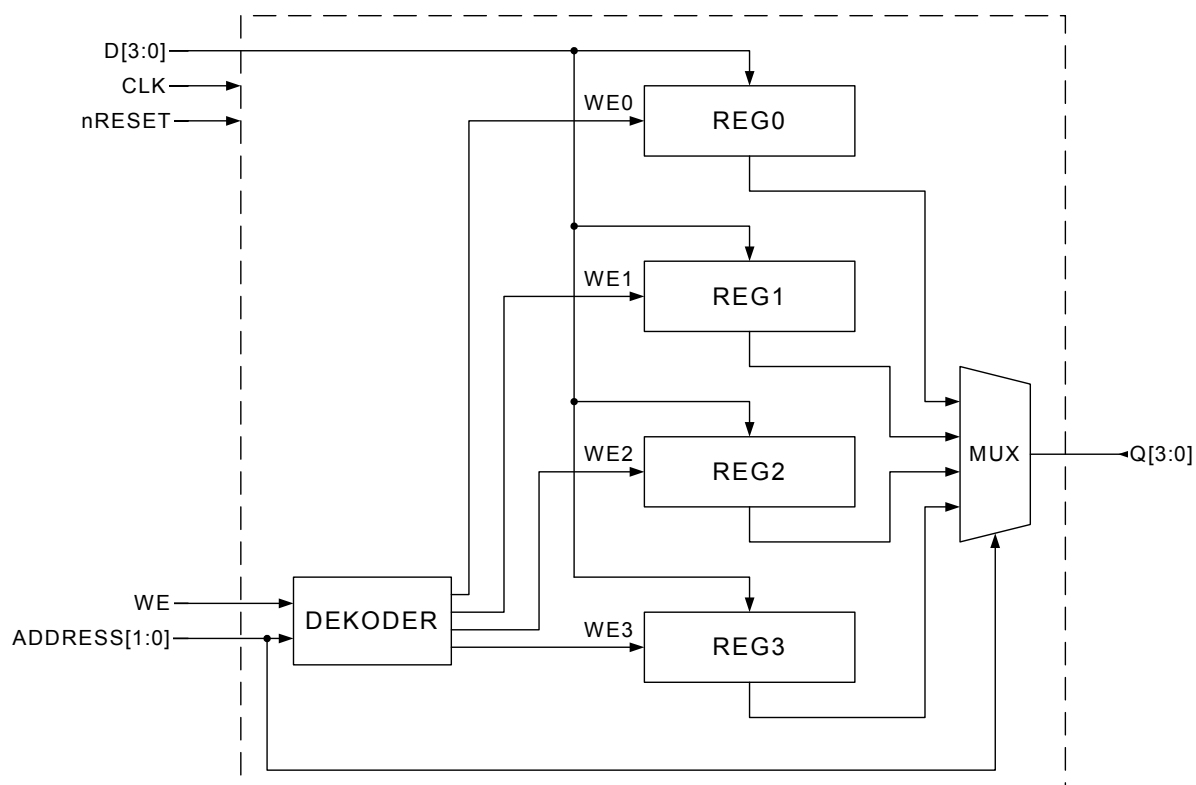 D[3:0]
CLK
nRESET
WE0
REG0
WE1
REG1
WE2
REG2
MUX
Q[3:0]
WE
ADDRESS[1:0]
DEKODER
WE3
REG3